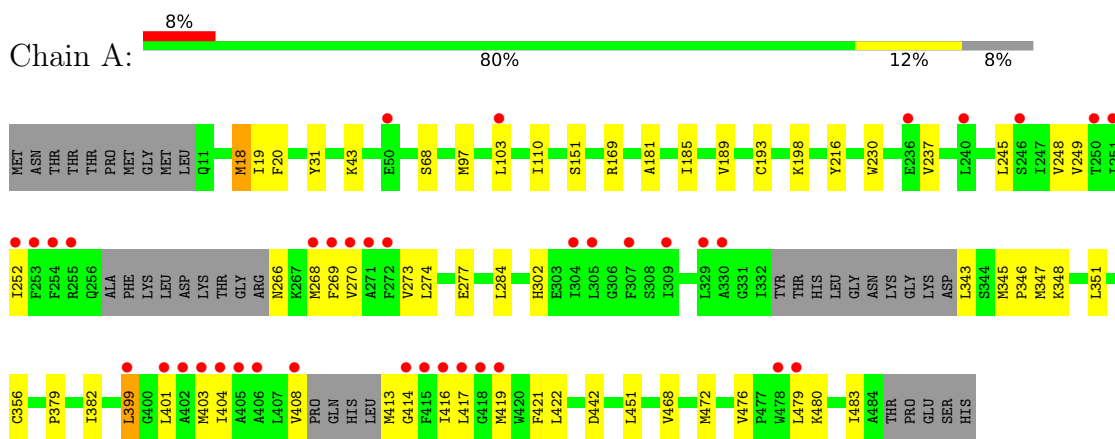 8%
Chain A:
80% 12% 8%
MET ASN THR THR THR PRO MET GLY MET LEU Q11 M18 I19 F20 Y31 K43 E50 S68 M97 L103 I110 S151 R169 A181 I185 V189 C193 K198 Y216 W230 E236 V237 L240 L245 S246 I247 V248 V249 T250 I251
I252 F253 F254 R255 Q256 ALA PHE LYS LEU ASP LYS THR GLY ARG N266 K267 M268 F269 V270 A271 F272 V273 L274 E277 L284 H302 E303 I304 L305 G306 F307 S308 I309 L329 A330 G331 I332 TYR THR HIS LEU GLY ASN LYS GLY LYS ASP L343 S344 M345 P346 M347 K348 L351
C356 P379 I382 L399 G400 L401 A402 M403 I404 A405 A406 L407 V408 PRO GLN HIS LEU M413 G414 F415 I416 L417 G418 M419 W420 F421 L422 D442 L451 V468 M472 V476 P477 W478 L479 K480 I483 A484 THR PRO GLU SER HIS